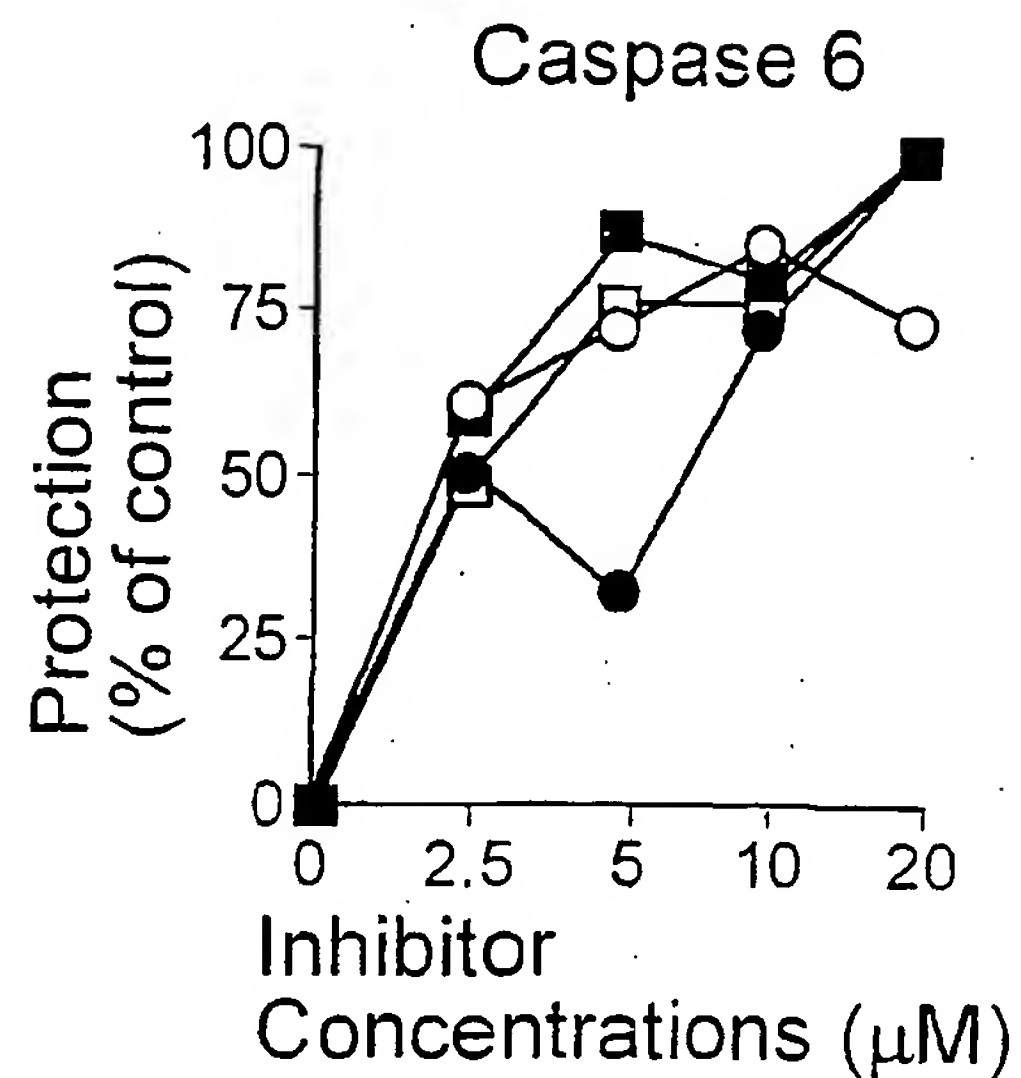 Caspase 6
100
75
50
25
0
Protection
(% of control)
0 2.5 5 10 20
Inhibitor
Concentrations (μM)